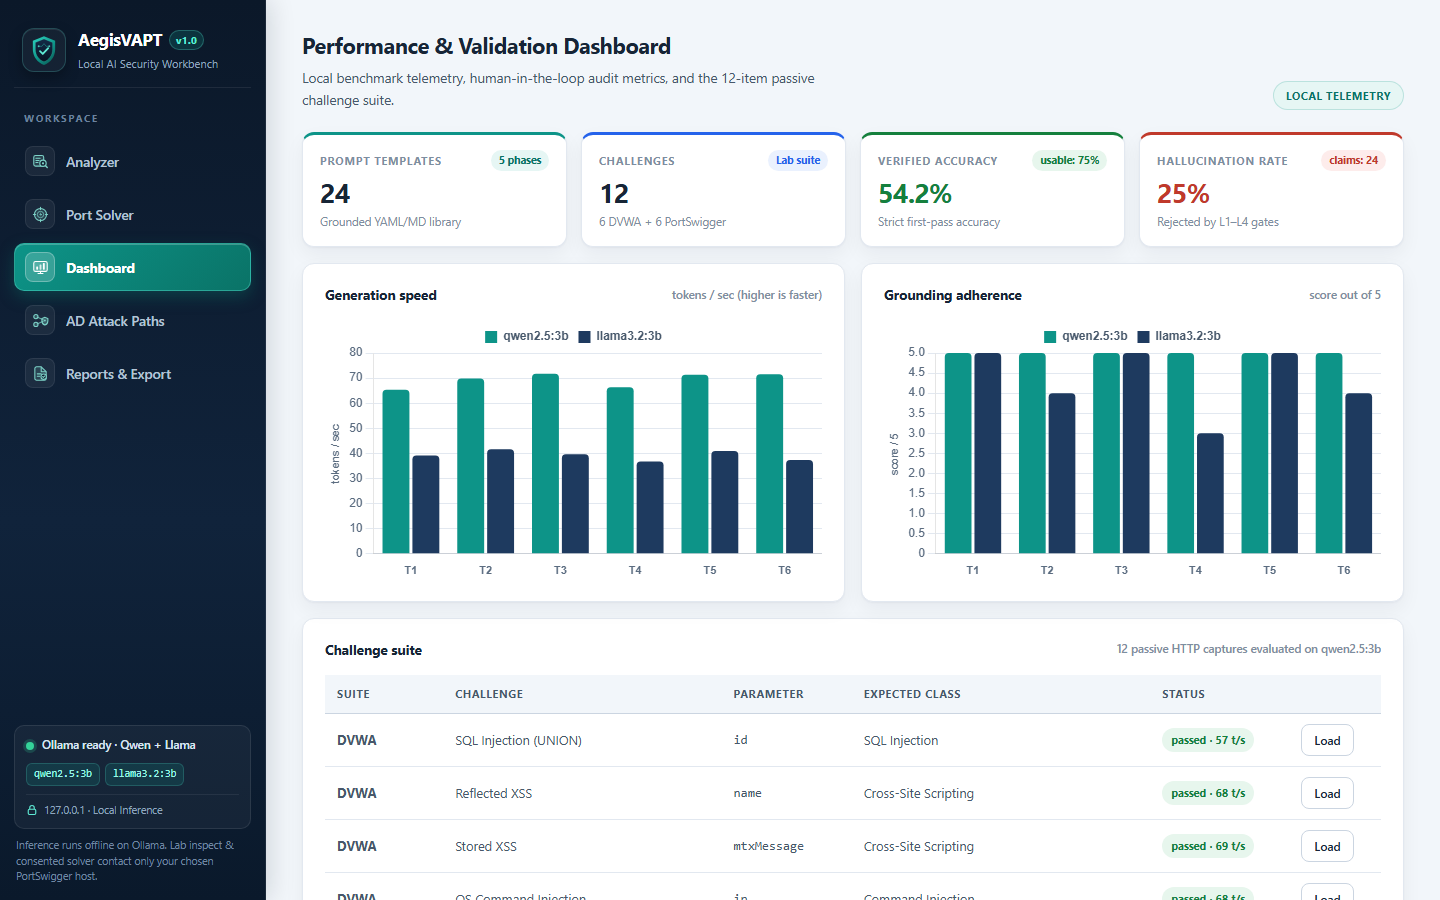 AegisVAPT v1.0
Local AI Security Workbench
WORKSPACE
Analyzer
Port Solver
Dashboard
AD Attack Paths
Reports & Export
Ollama ready · Qwen + Llama
qwen2.5:3b llama3.2:3b
127.0.0.1 · Local Inference
Inference runs offline on Ollama. Lab inspect &
consented solver contact only your chosen
PortSwigger host.
Performance & Validation Dashboard
Local benchmark telemetry, human-in-the-loop audit metrics, and the 12-item passive
challenge suite.
LOCAL TELEMETRY
PROMPT TEMPLATES 5 phases
24
Grounded YAML/MD library
CHALLENGES Lab suite
12
6 DVWA + 6 PortSwigger
VERIFIED ACCURACY usable: 75%
54.2%
Strict first-pass accuracy
HALLUCINATION RATE claims: 24
25%
Rejected by L1–L4 gates
Generation speed tokens / sec (higher is faster)
qwen2.5:3b llama3.2:3b
80
70
60
50
40
30
20
10
0
tokens / sec
T1 T2 T3 T4 T5 T6
Grounding adherence score out of 5
qwen2.5:3b llama3.2:3b
5.0
4.5
4.0
3.5
3.0
2.5
2.0
1.5
1.0
0.5
0
score / 5
T1 T2 T3 T4 T5 T6
Challenge suite 12 passive HTTP captures evaluated on qwen2.5:3b
SUITE CHALLENGE PARAMETER EXPECTED CLASS STATUS
DVWA SQL Injection (UNION) id SQL Injection passed · 57 t/s Load
DVWA Reflected XSS name Cross-Site Scripting passed · 68 t/s Load
DVWA Stored XSS mtxMessage Cross-Site Scripting passed · 69 t/s Load
DVWA OS Command Injection ip Command Injection passed · 68 t/s Load